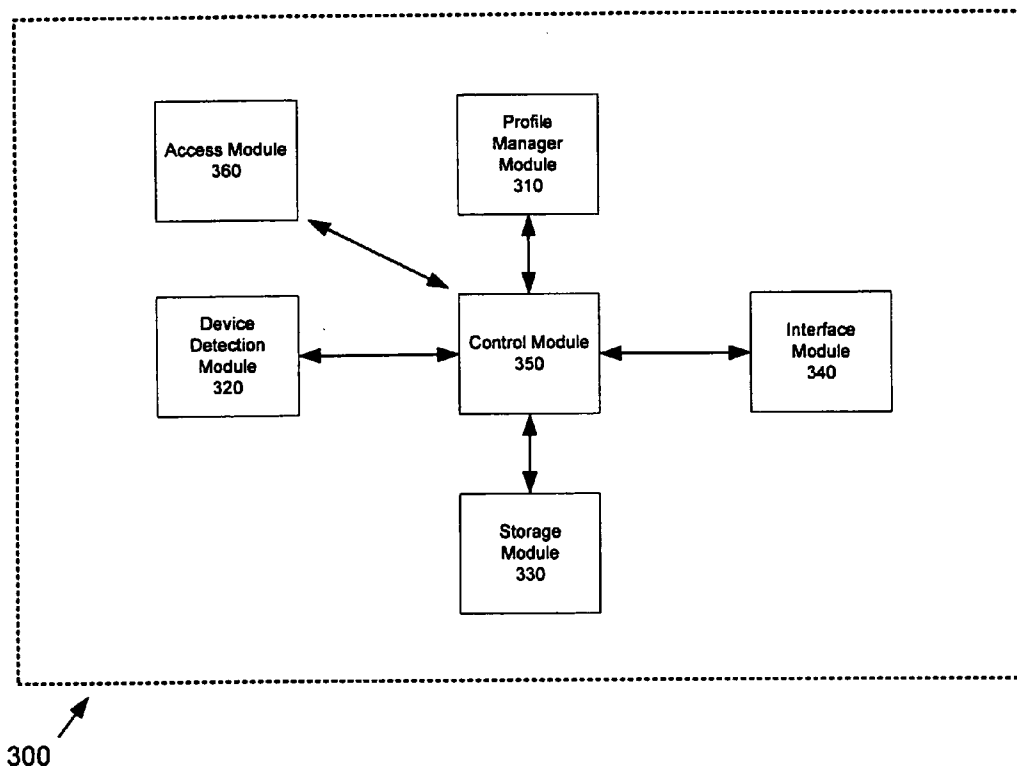 Access Module
360
Profile
Manager
Module
310
Device
Detection
Module
320
Control Module
350
Interface
Module
340
Storage
Module
330
300